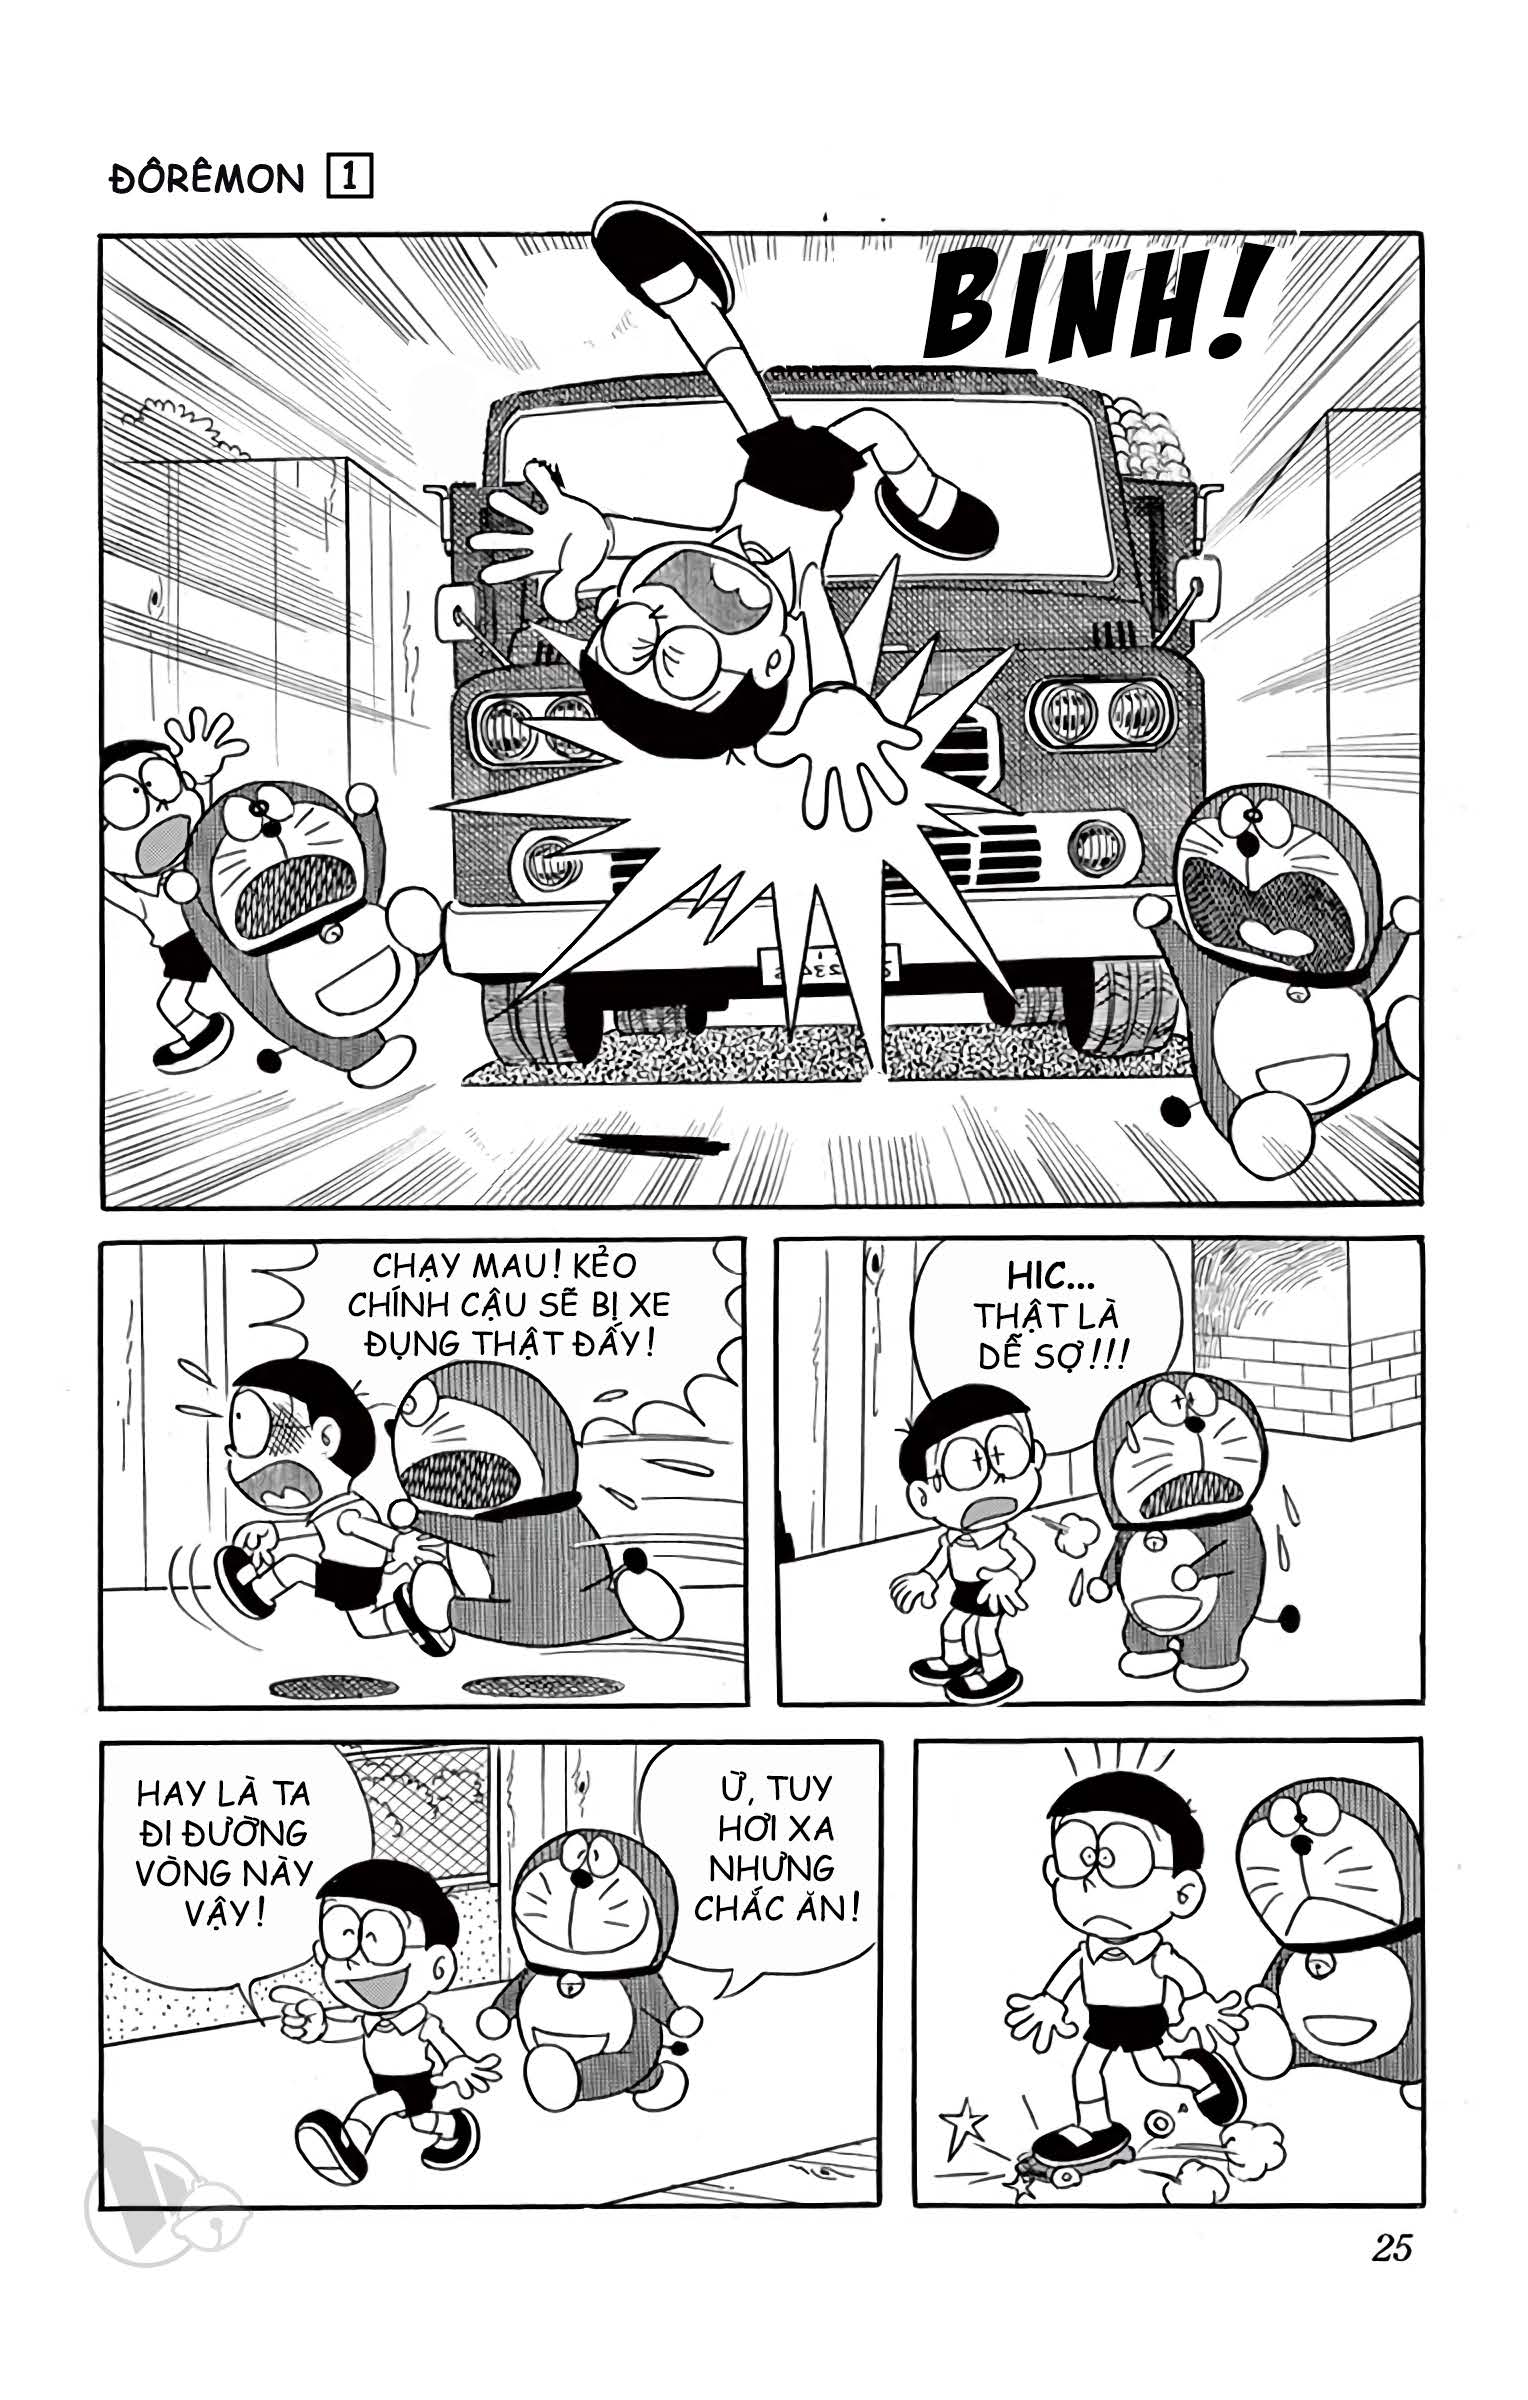 ĐÔRÊMON 1
BINH!
CHẠY MAU! KẺO
CHÍNH CẬU SẼ BỊ XE
ĐỤNG THẬT ĐẤY!
HIC...
THẬT LÀ
DỄ SỢ!!!
HAY LÀ TA
ĐI ĐƯỜNG
VÒNG NÀY
VẬY!
Ừ, TUY
HƠI XA
NHƯNG
CHẮC ĂN!
25